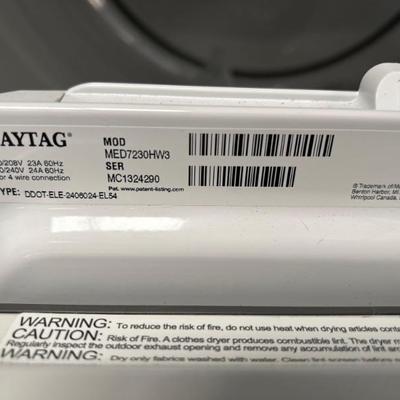 AYTAG®
MOD
MED7230HW3
0/208V 23A 60Hz
SER
0/240V 24A 60Hz
MC1324290
r 4 wire connection
Pat. www.patent-listing.com
YPE: DDOT-ELE-2406024-EL54
® Trademark of M
Benton Harbor, MI
Whirlpool Canada,
WARNING: To reduce the risk of fire, do not use heat when drying articles conta
CAUTION: Risk of Fire. A clothes dryer produces combustible lint. The dryer m
Regularly inspect the outdoor exhaust opening and remove any accumulation of lint
WARNING: Dry only fabrics washed with water. Clean lint screen before